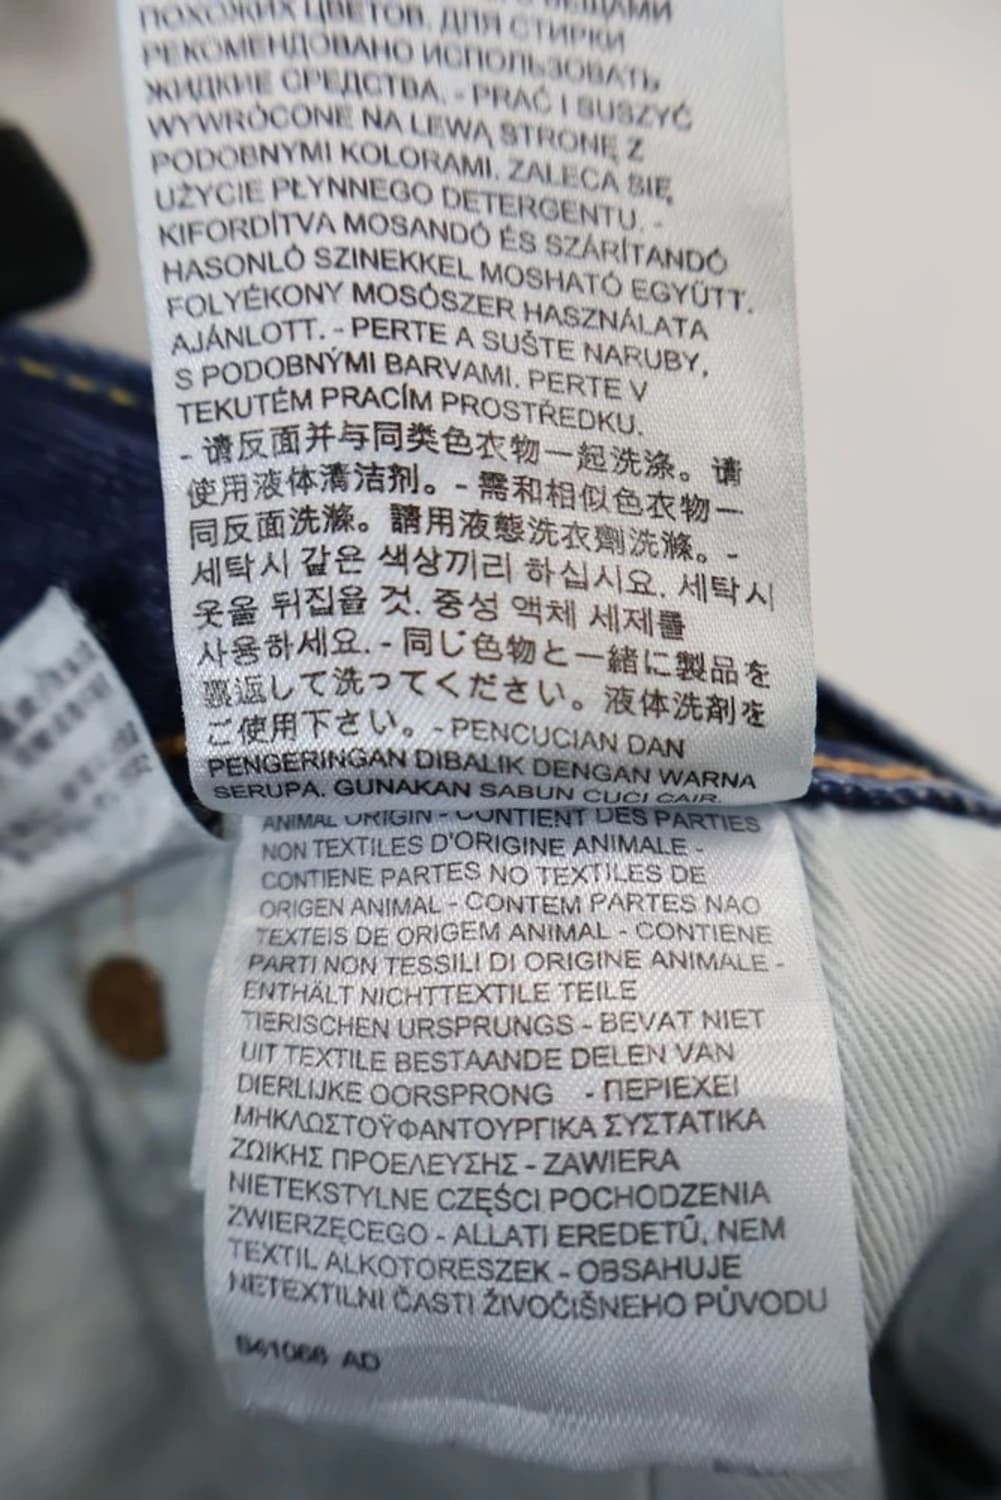 ВЕЩАМИ
ПОХОЖИХ ЦВЕТОВ. ДЛЯ СТИРКИ
РЕКОМЕНДОВАНО ИСПОЛЬЗОВАТЬ
ЖИДКИЕ СРЕДСТВА. - PRAĆ I SUSZYĆ
WYWRÓCONE NA LEWĄ STRONĘ Z
PODOBNYMI KOLORAMI. ZALECA SIĘ
UŻYCIE PŁYNNEGO DETERGENTU. -
KIFORDÍTVA MOSANDÓ ÉS SZÁRÍTANDÓ
HASONLÓ SZINEKKEL MOSHATÓ EGYÜTT.
FOLYÉKONY MOSÓSZER HASZNÁLATA
AJÁNLOTT. - PERTE A SUŠTE NARUBY,
S PODOBNÝMI BARVAMI. PERTE V
TEKUTÉM PRACÍM PROSTŘEDKU.
- 请反面并与同类色衣物一起洗涤。请
使用液体清洁剂。- 需和相似色衣物一
同反面洗滌。請用液態洗衣劑洗滌。-
세탁시 같은 색상끼리 하십시요. 세탁시
옷을 뒤집을 것. 중성 액체 세제를
사용하세요. - 同じ色物と一緒に製品を
裏返して洗ってください。液体洗剤を
ご使用下さい。- PENCUCIAN DAN
PENGERINGAN DIBALIK DENGAN WARNA
SERUPA. GUNAKAN SABUN CUCI CAIR.
ANIMAL ORIGIN - CONTIENT DES PARTIES
NON TEXTILES D'ORIGINE ANIMALE -
CONTIENE PARTES NO TEXTILES DE
ORIGEN ANIMAL - CONTEM PARTES NAO
TEXTEIS DE ORIGEM ANIMAL - CONTIENE
PARTI NON TESSILI DI ORIGINE ANIMALE -
ENTHÄLT NICHTTEXTILE TEILE
TIERISCHEN URSPRUNGS - BEVAT NIET
UIT TEXTILE BESTAANDE DELEN VAN
DIERLIJKE OORSPRONG - ΠΕΡΙΕΧΕΙ
ΜΗΚΛΩΣΤΟΫΦΑΝΤΟΥΡΓΙΚΑ ΣΥΣΤΑΤΙΚΑ
ΖΩΙΚΗΣ ΠΡΟΕΛΕΥΣΗΣ - ZAWIERA
NIETEKSTYLNE CZĘŚCI POCHODZENIA
ZWIERZĘCEGO - ALLATI EREDETŰ, NEM
TEXTIL ALKOTORESZEK - OBSAHUJE
NETEXTILNI ČASTI ŽIVOČIŠNEHO PŮVODU
AD